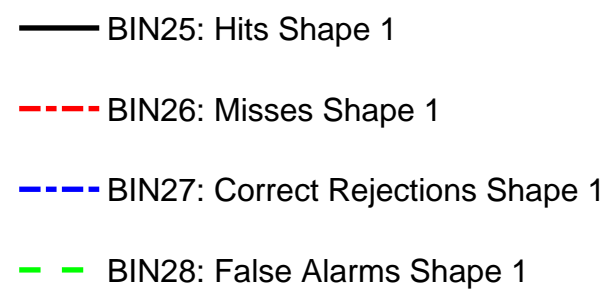 BIN25: Hits Shape 1
BIN26: Misses Shape 1
BIN27: Correct Rejections Shape 1
BIN28: False Alarms Shape 1